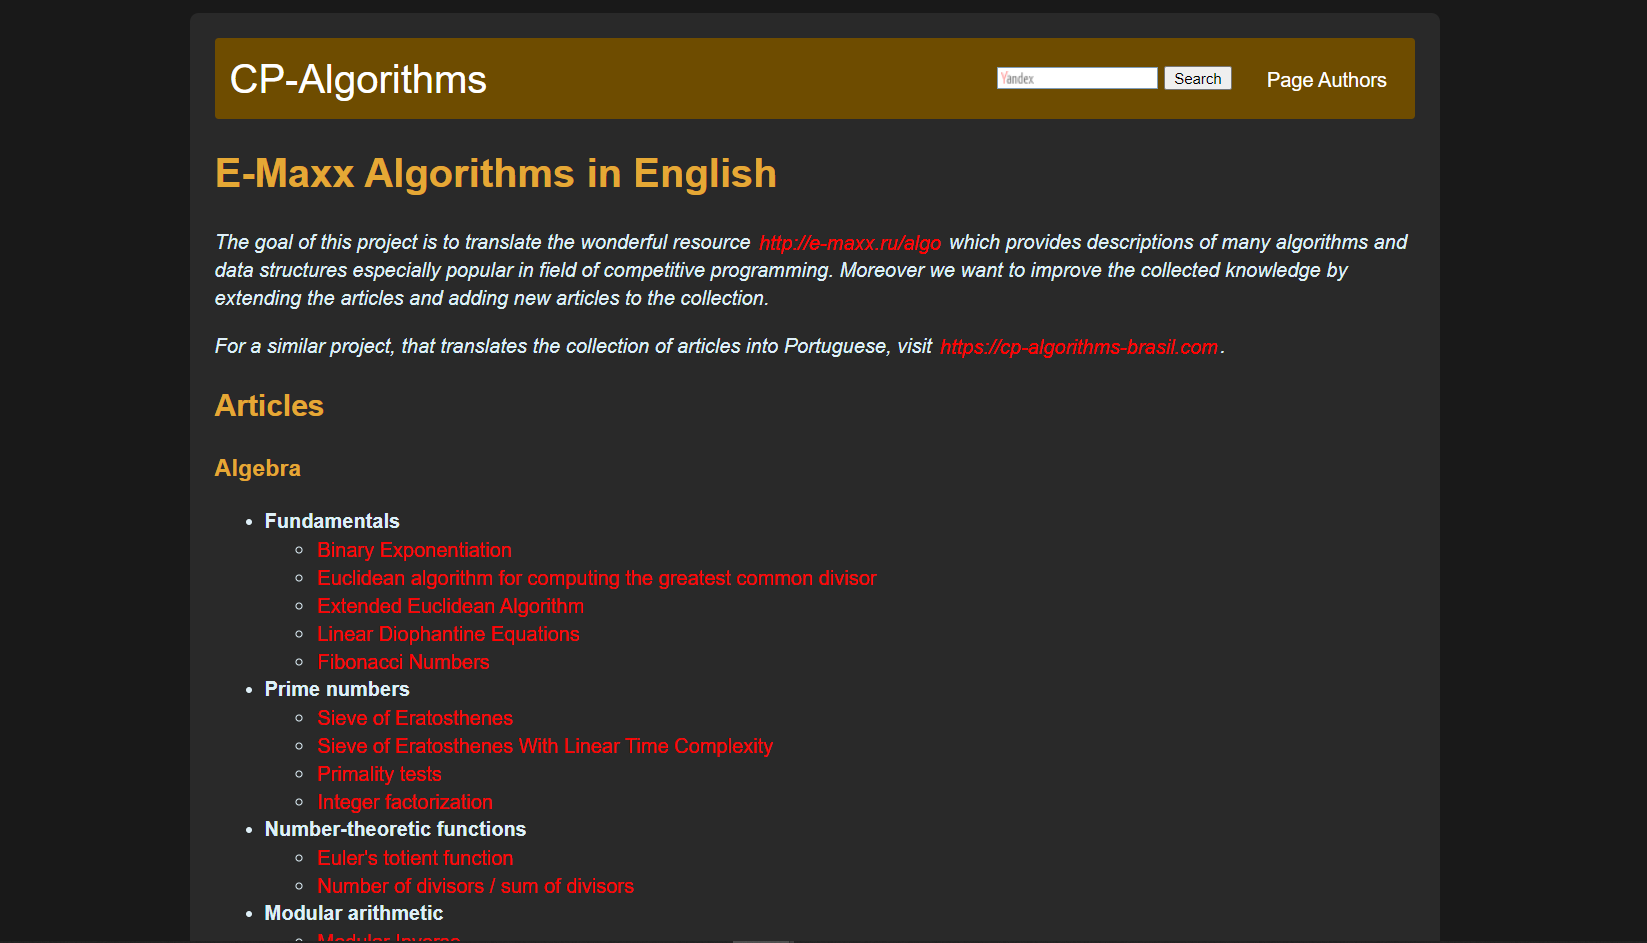 CP-Algorithms
Yandex
Search
Page Authors
E-Maxx Algorithms in English
The goal of this project is to translate the wonderful resource http://e-maxx.ru/algo which provides descriptions of many algorithms and
data structures especially popular in field of competitive programming. Moreover we want to improve the collected knowledge by
extending the articles and adding new articles to the collection.
For a similar project, that translates the collection of articles into Portuguese, visit https://cp-algorithms-brasil.com.
Articles
Algebra
Fundamentals
Binary Exponentiation
Euclidean algorithm for computing the greatest common divisor
Extended Euclidean Algorithm
Linear Diophantine Equations
Fibonacci Numbers
Prime numbers
Sieve of Eratosthenes
Sieve of Eratosthenes With Linear Time Complexity
Primality tests
Integer factorization
Number-theoretic functions
Euler's totient function
Number of divisors / sum of divisors
Modular arithmetic
Modular Inverse